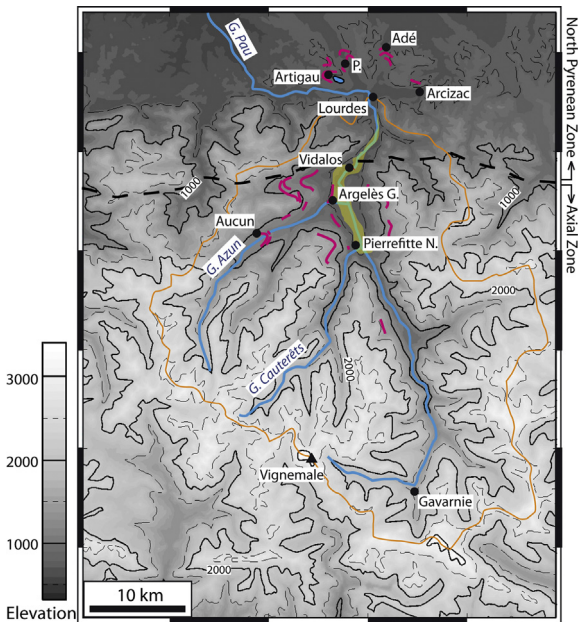 G. Pau
Adé
P.
Artigau
Arcizac
Lourdes
North Pyrenean Zone
Axial Zone
Vidalos
1000
1000
Argelès G.
Aucun
Pierrefitte N.
G. Azun
2000
G. Cauterêts
2000
3000
2000
1000
Elevation
Vignemale
Gavarnie
2000
10 km